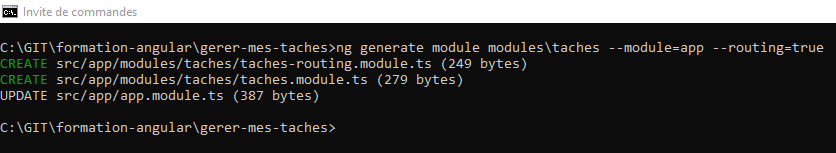 Invite de commandes
C:\GIT\formation-angular\gerer-mes-taches>ng generate module modules\taches --module=app --routing=true
CREATE src/app/modules/taches/taches-routing.module.ts (249 bytes)
CREATE src/app/modules/taches/taches.module.ts (279 bytes)
UPDATE src/app/app.module.ts (387 bytes)
C:\GIT\formation-angular\gerer-mes-taches>